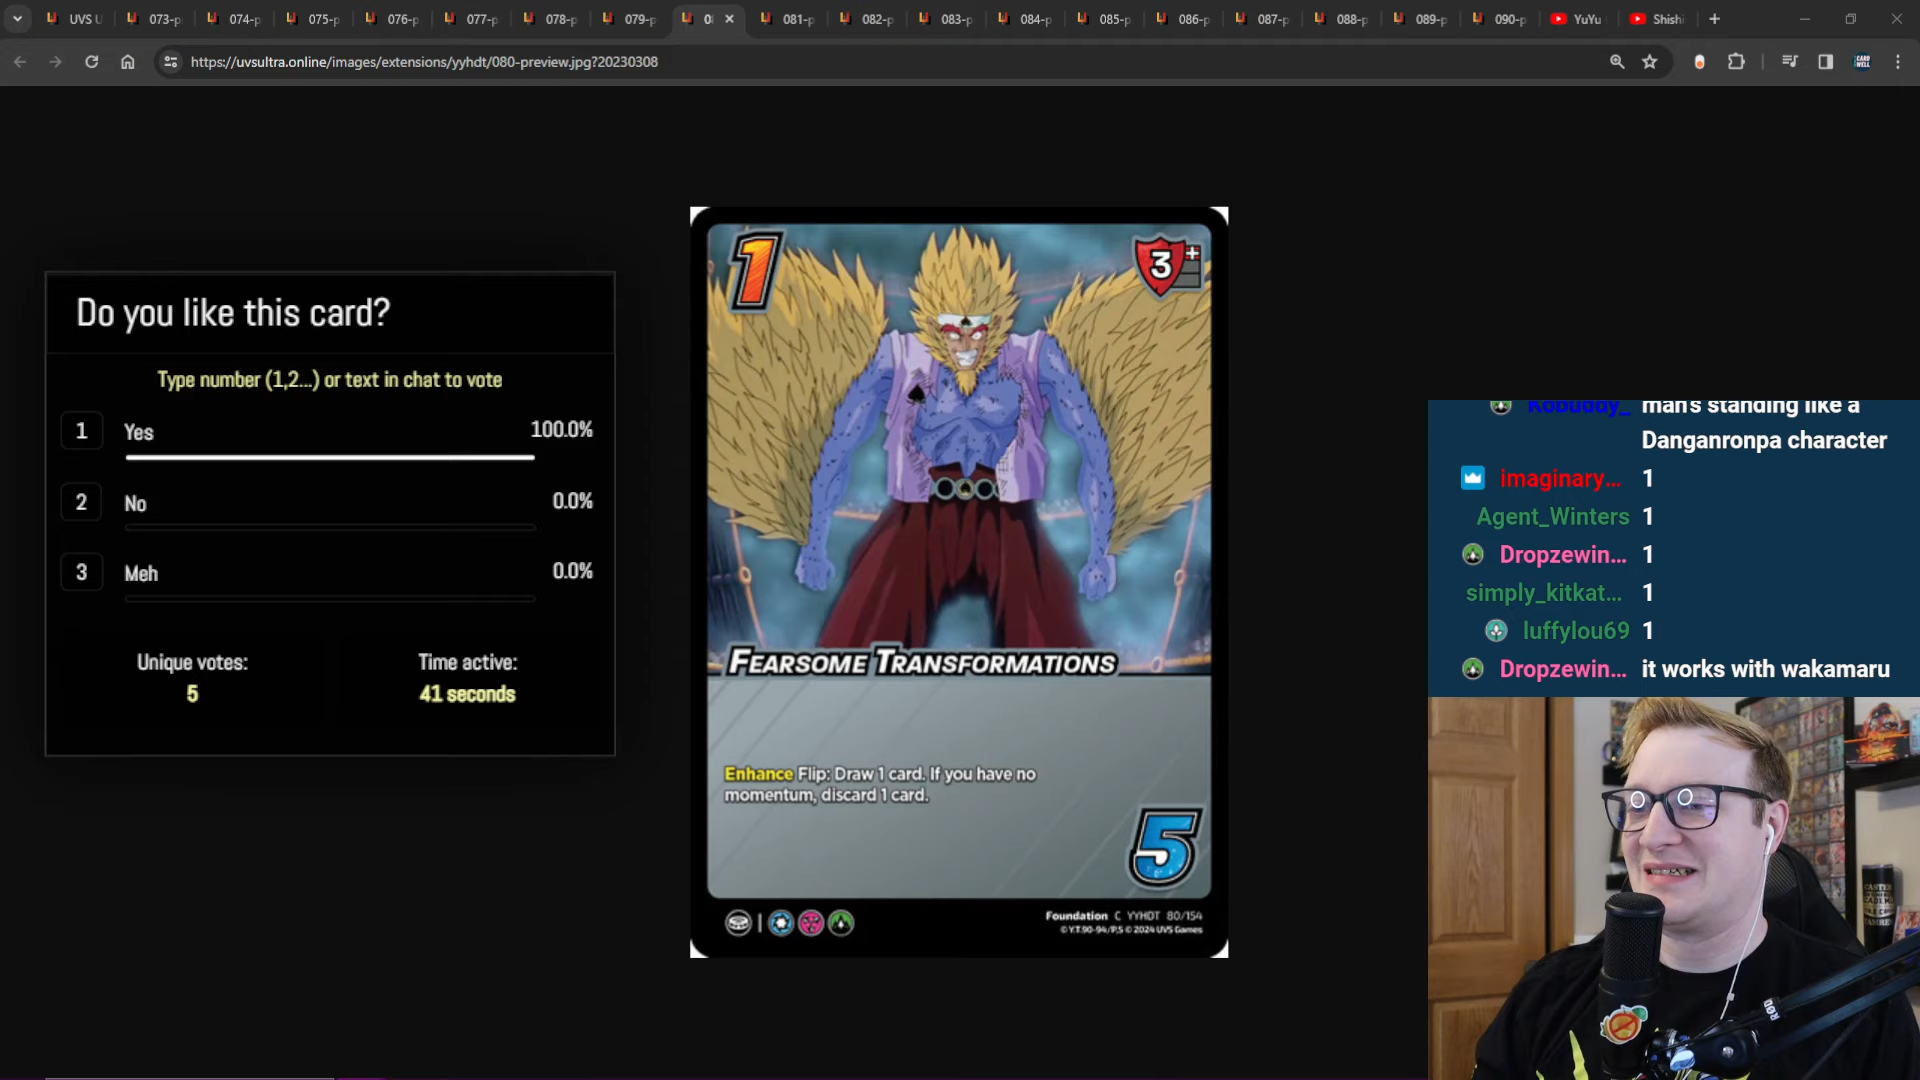 UVS U
073-p
074-p
075-p
076-p
077-p
078-p
079-p
081-p
082-p
083-p
084-p
085-p
086-p
087-p
088-p
089-p
090-p
YuYu
Shishi
https://uvsultra.online/images/extensions/yyhdt/080-preview.jpg?20230308
Do you like this card?
Type number (1,2...) or text in chat to vote
1 Yes 100.0%
2 No 0.0%
3 Meh 0.0%
Unique votes:
5
Time active:
41 seconds
1
3
Fearsome Transformations
Enhance Flip: Draw 1 card. If you have no
momentum, discard 1 card.
5
Foundation C YYHDT 80/154
© Y.T.90-94/P,S © 2024 UVS Games
Kobuddy_ man's standing like a
Danganronpa character
imaginary... 1
Agent_Winters 1
Dropzewin... 1
simply_kitkat... 1
luffylou69 1
Dropzewin... it works with wakamaru